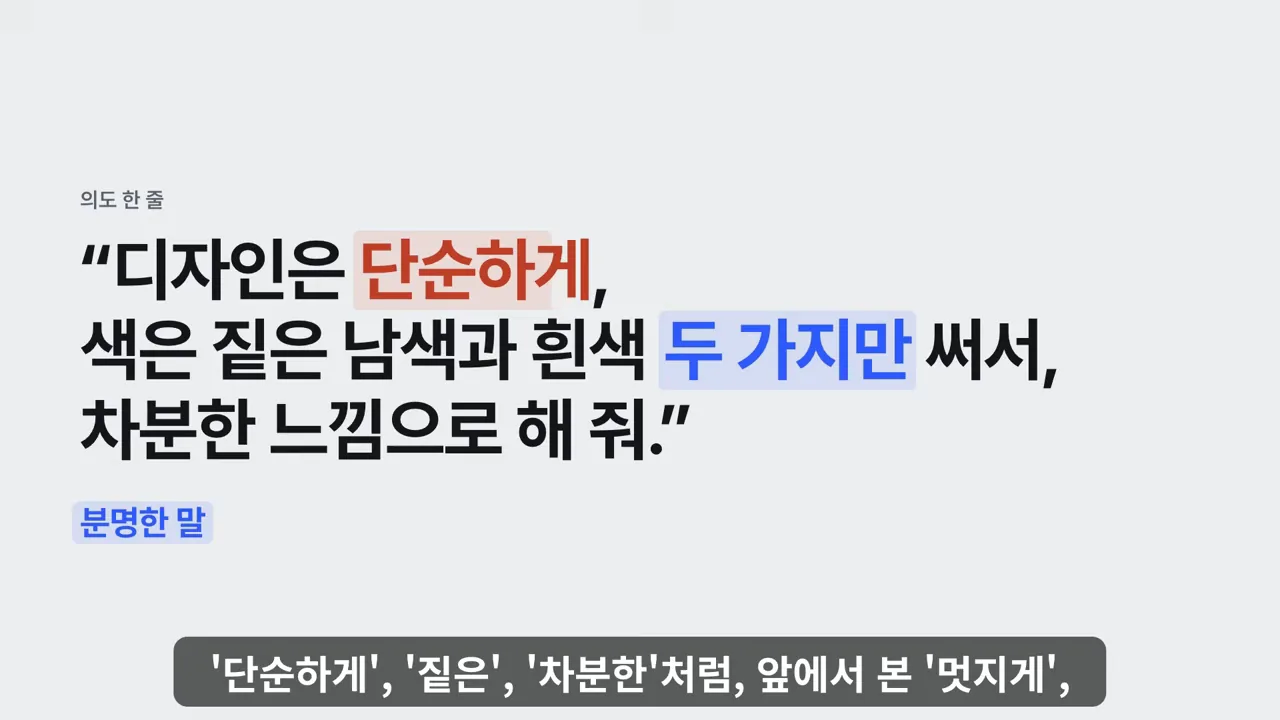 의도 한 줄
“디자인은 단순하게,
색은 짙은 남색과 흰색 두 가지만 써서,
차분한 느낌으로 해 줘.”
분명한 말
'단순하게', '짙은', '차분한'처럼, 앞에서 본 '멋지게',